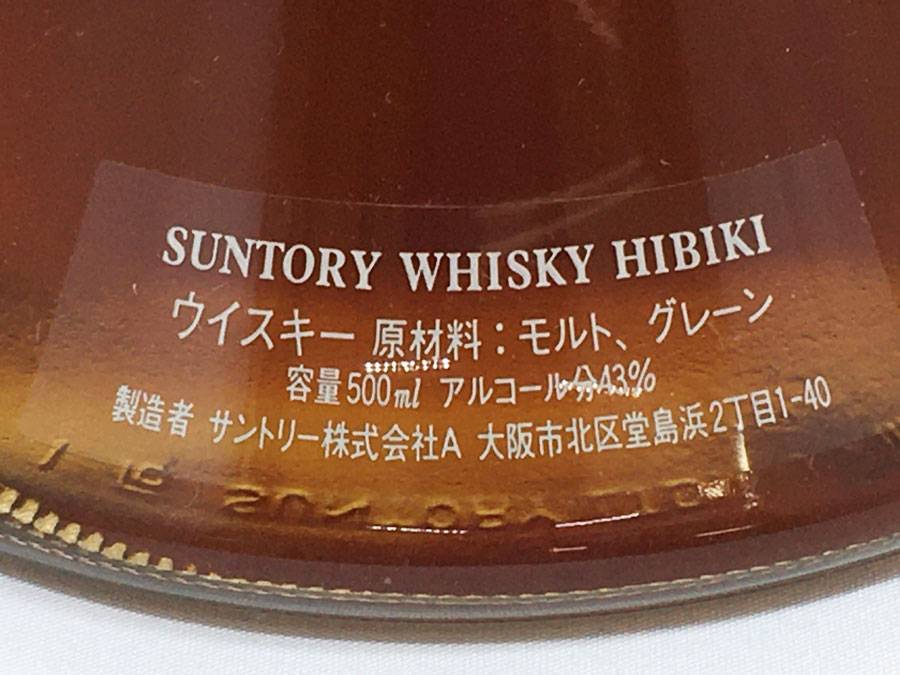 SUNTORY WHISKY HIBIKI
ウイスキー 原材料：モルト、グレーン
容量500ml アルコール分43%
製造者 サントリー株式会社A 大阪市北区堂島浜2丁目1-40